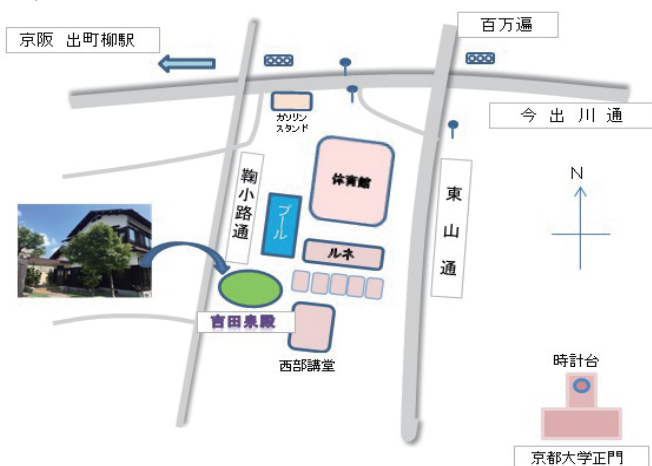 百万遍
京阪 出町柳駅
今 出 川 通
ガソリン
スタンド
体育館
鞠小路通
プール
東山通
N
ルネ
吉田泉殿
西部講堂
時計台
京都大学正門